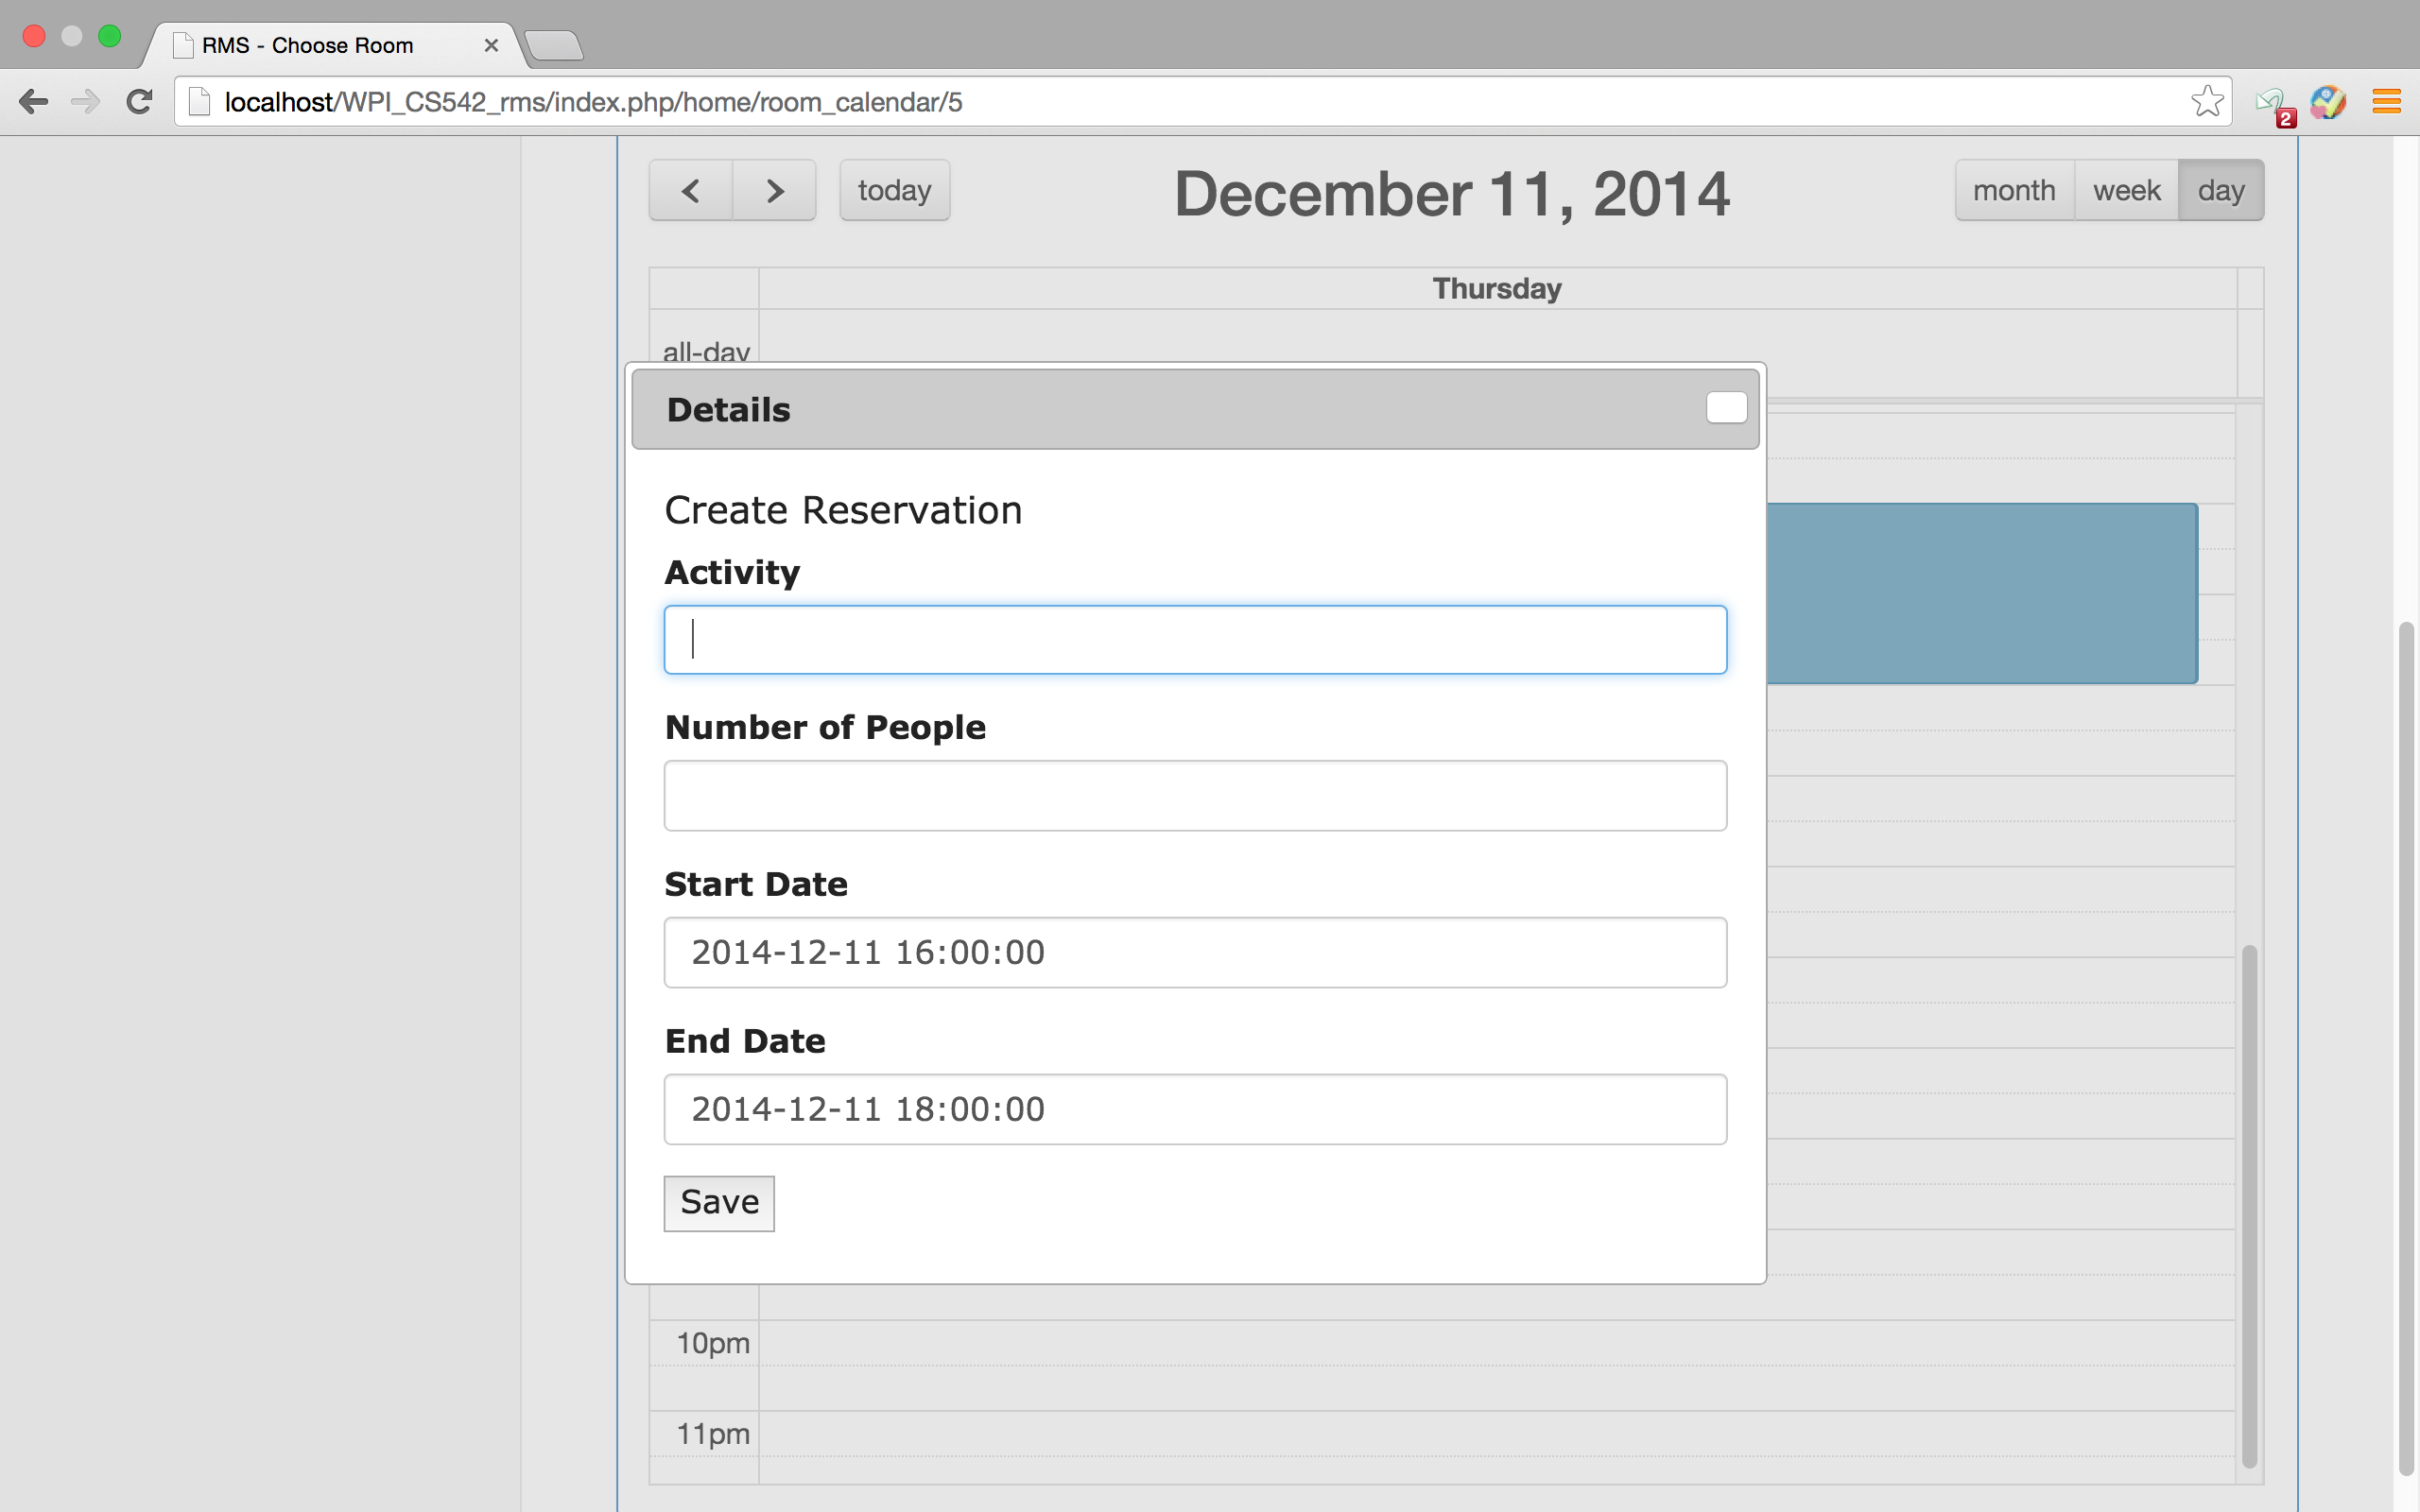 RMS - Choose Room
localhost/WPI_CS542_rms/index.php/home/room_calendar/5
2
today
December 11, 2014
month week day
Thursday
all-day
Details
Create Reservation
Activity
Number of People
Start Date
2014-12-11 16:00:00
End Date
2014-12-11 18:00:00
Save
10pm
11pm